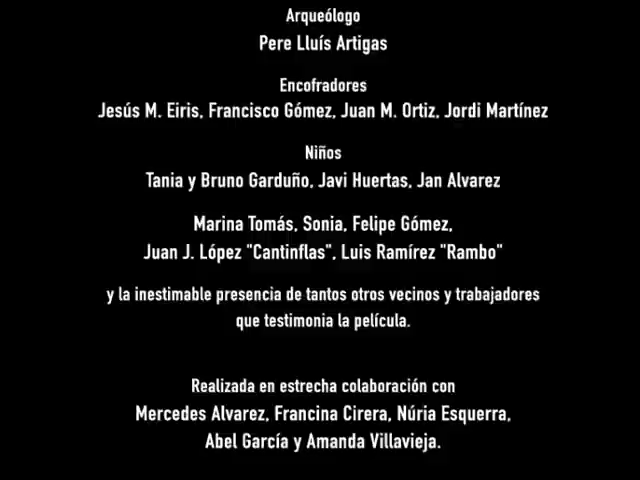 Arqueólogo
Pere Lluís Artigas
Encofradores
Jesús M. Eiris, Francisco Gómez, Juan M. Ortiz, Jordi Martínez
Niños
Tania y Bruno Garduño, Javi Huertas, Jan Alvarez
Marina Tomás, Sonia, Felipe Gómez,
Juan J. López "Cantinflas", Luis Ramírez "Rambo"
y la inestimable presencia de tantos otros vecinos y trabajadores
que testimonia la película.
Realizada en estrecha colaboración con
Mercedes Alvarez, Francina Cirera, Núria Esquerra,
Abel García y Amanda Villavieja.